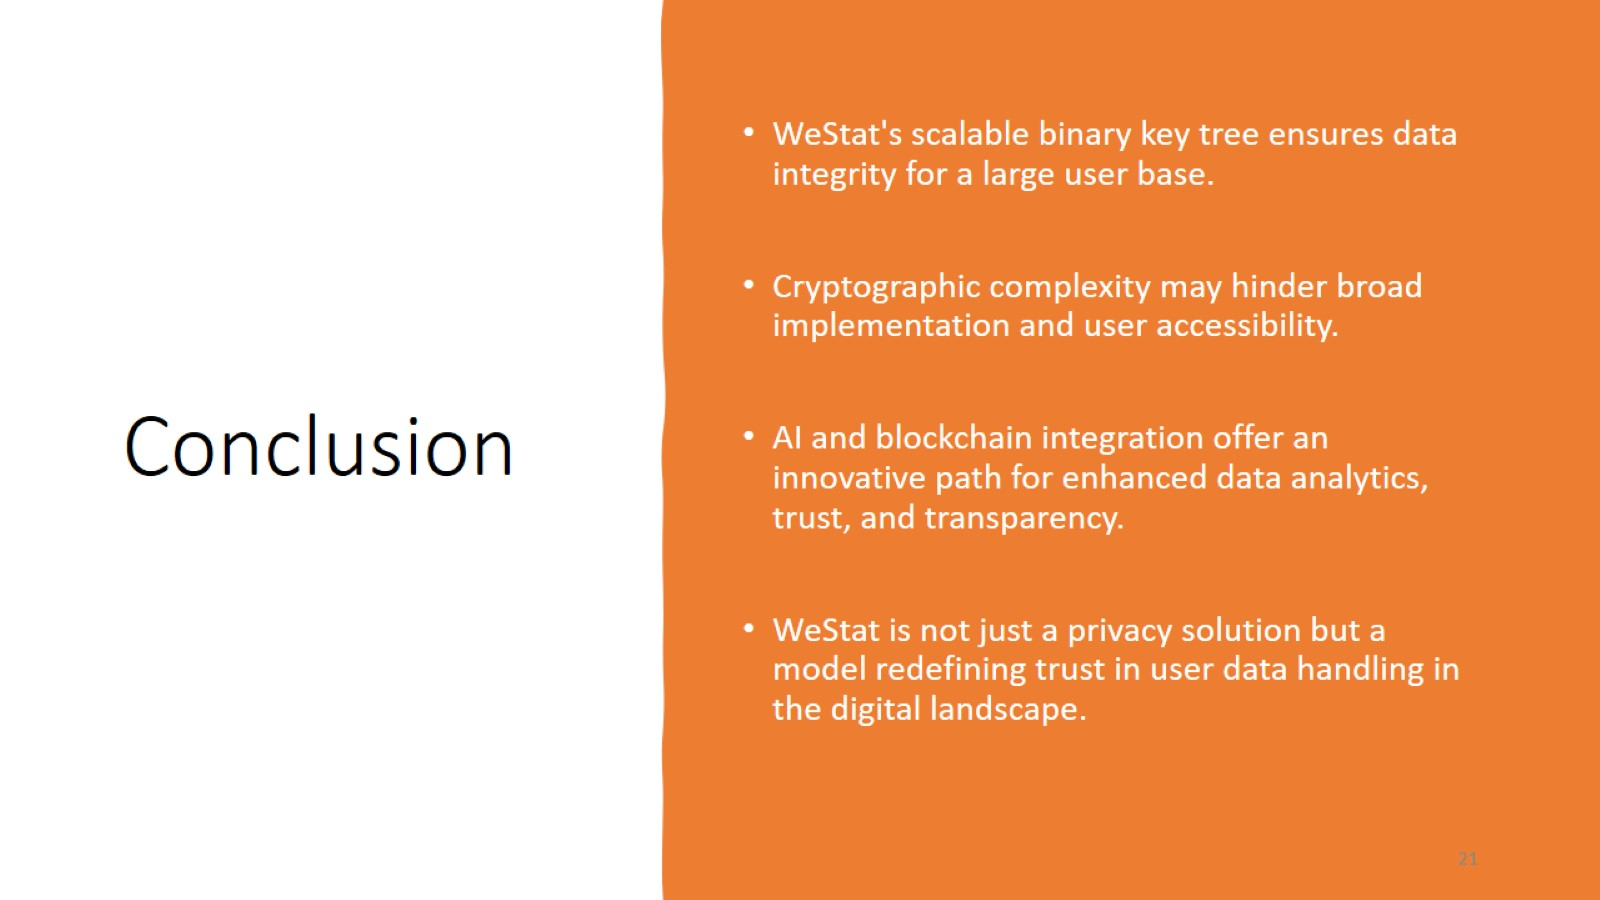 Conclusion
• WeStat's scalable binary key tree ensures data
integrity for a large user base.
• Cryptographic complexity may hinder broad
implementation and user accessibility.
• AI and blockchain integration offer an
innovative path for enhanced data analytics,
trust, and transparency.
• WeStat is not just a privacy solution but a
model redefining trust in user data handling in
the digital landscape.
21